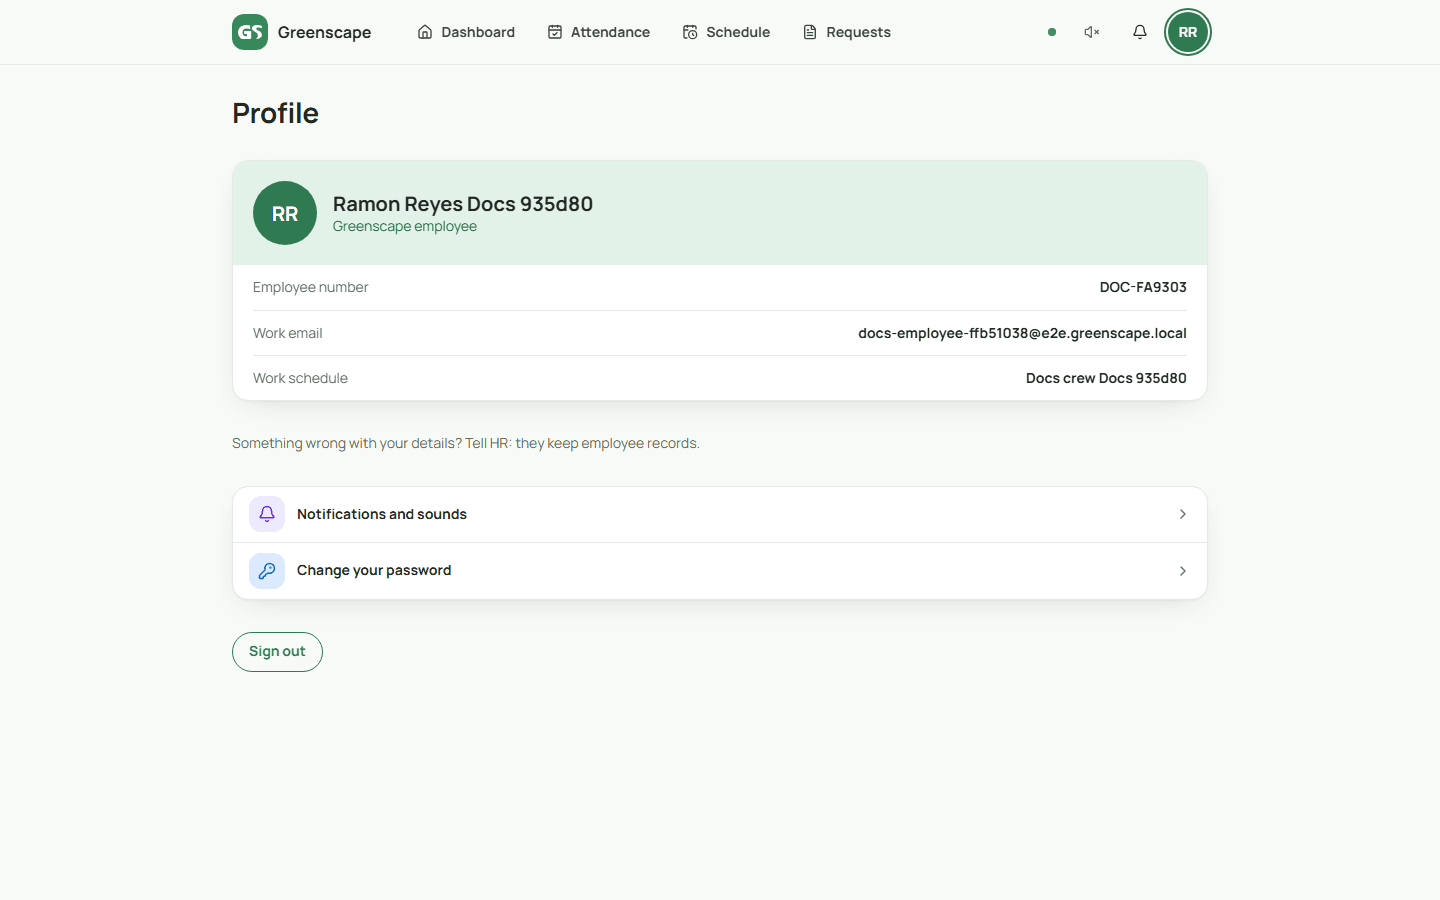 GS Greenscape Dashboard Attendance Schedule Requests RR
Profile
RR
Ramon Reyes Docs 935d80
Greenscape employee
Employee number DOC-FA9303
Work email docs-employee-ffb51038@e2e.greenscape.local
Work schedule Docs crew Docs 935d80
Something wrong with your details? Tell HR: they keep employee records.
Notifications and sounds
Change your password
Sign out